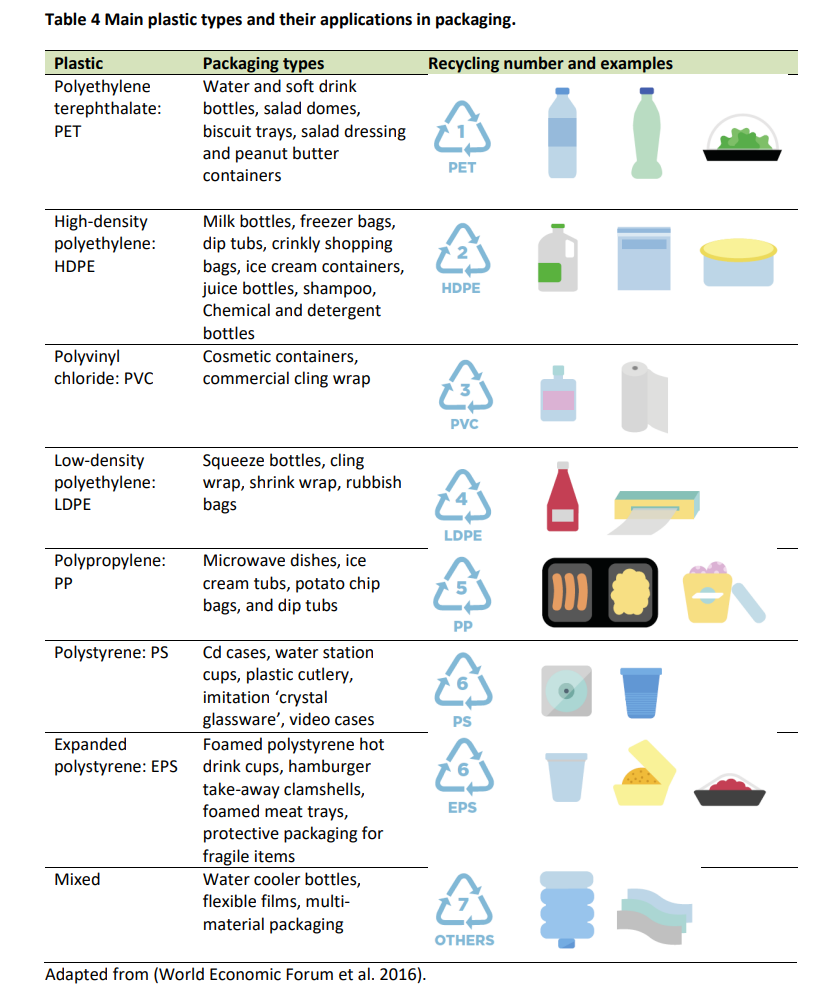 Table 4 Main plastic types and their applications in packaging.
Plastic Packaging types Recycling number and examples
Polyethylene
terephthalate:
PET
Water and soft drink
bottles, salad domes,
biscuit trays, salad dressing
and peanut butter
containers
1
PET
High-density
polyethylene:
HDPE
Milk bottles, freezer bags,
dip tubs, crinkly shopping
bags, ice cream containers,
juice bottles, shampoo,
Chemical and detergent
bottles
2
HDPE
Polyvinyl
chloride: PVC
Cosmetic containers,
commercial cling wrap
3
PVC
Low-density
polyethylene:
LDPE
Squeeze bottles, cling
wrap, shrink wrap, rubbish
bags
4
LDPE
Polypropylene:
PP
Microwave dishes, ice
cream tubs, potato chip
bags, and dip tubs
5
PP
Polystyrene: PS
Cd cases, water station
cups, plastic cutlery,
imitation ‘crystal
glassware’, video cases
6
PS
Expanded
polystyrene: EPS
Foamed polystyrene hot
drink cups, hamburger
take-away clamshells,
foamed meat trays,
protective packaging for
fragile items
6
EPS
Mixed
Water cooler bottles,
flexible films, multi-
material packaging
7
OTHERS
Adapted from (World Economic Forum et al. 2016).